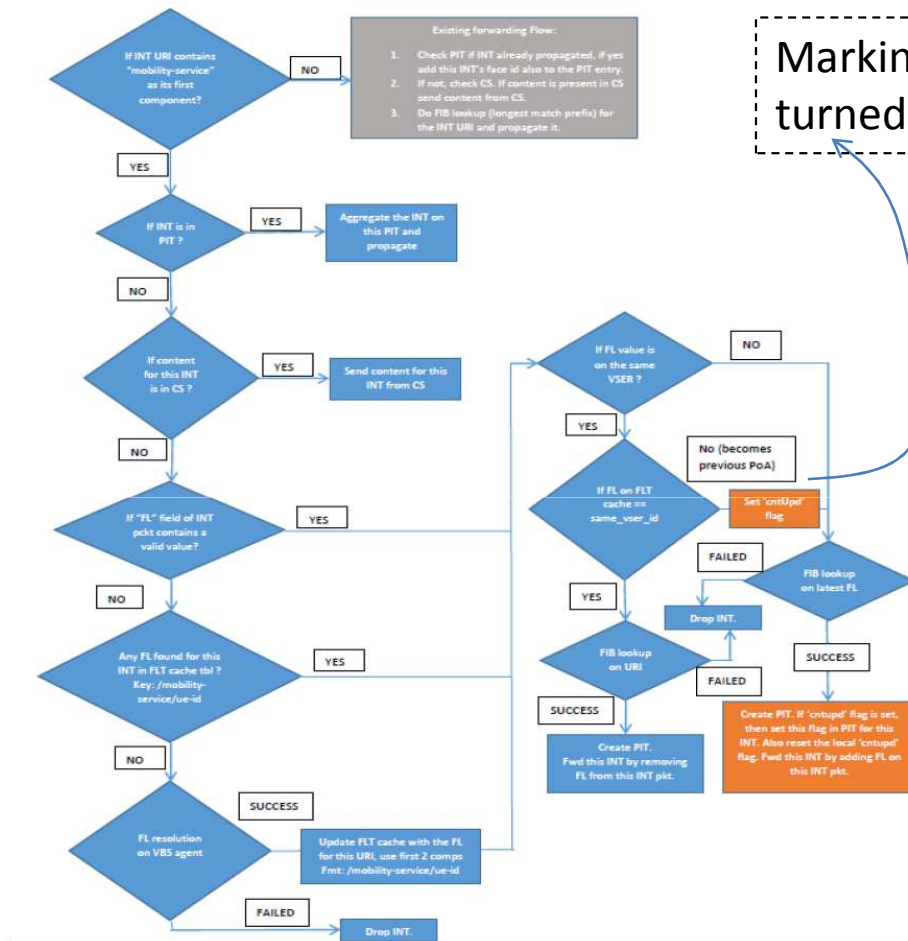 If INT URI contains
"mobility-service"
as its first
component?
NO
Existing forwarding Flow:
1. Check PIT if INT already propagated, if yes
add this INT's face id also to the PIT entry.
2. If not, check CS. If content is present in CS
send content from CS.
3. Do FIB lookup (longest match prefix) for
the INT URI and propagate it.
Markin
turned
YES
If INT is in
PIT ?
YES
Aggregate the INT on
this PIT and
propagate
NO
If content
for this INT
is in CS ?
YES
Send content for this
INT from CS
NO
If "FL" field of INT
pckt contains a
valid value?
YES
NO
Any FL found for this
INT in FLT cache tbl ?
Key: /mobility-
service/ue-id
YES
NO
FL resolution
on VBS agent
SUCCESS
Update FLT cache with the FL
for this URI, use first 2 comps
Fmt: /mobility-service/ue-id
FAILED
Drop INT.
If FL value is
on the same
VSER ?
NO
YES
If FL on FLT
cache ==
same_vser_id
No (becomes
previous PoA)
Set 'cntUpd'
flag
FAILED
FIB lookup
on latest FL
YES
Drop INT.
FIB lookup
on URI
FAILED
SUCCESS
SUCCESS
Create PIT.
Fwd this INT by removing
FL from this INT pkt.
Create PIT. If 'cntupd' flag is set,
then set this flag in PIT for this
INT. Also reset the local 'cntupd'
flag. Fwd this INT by adding FL on
this INT pkt.